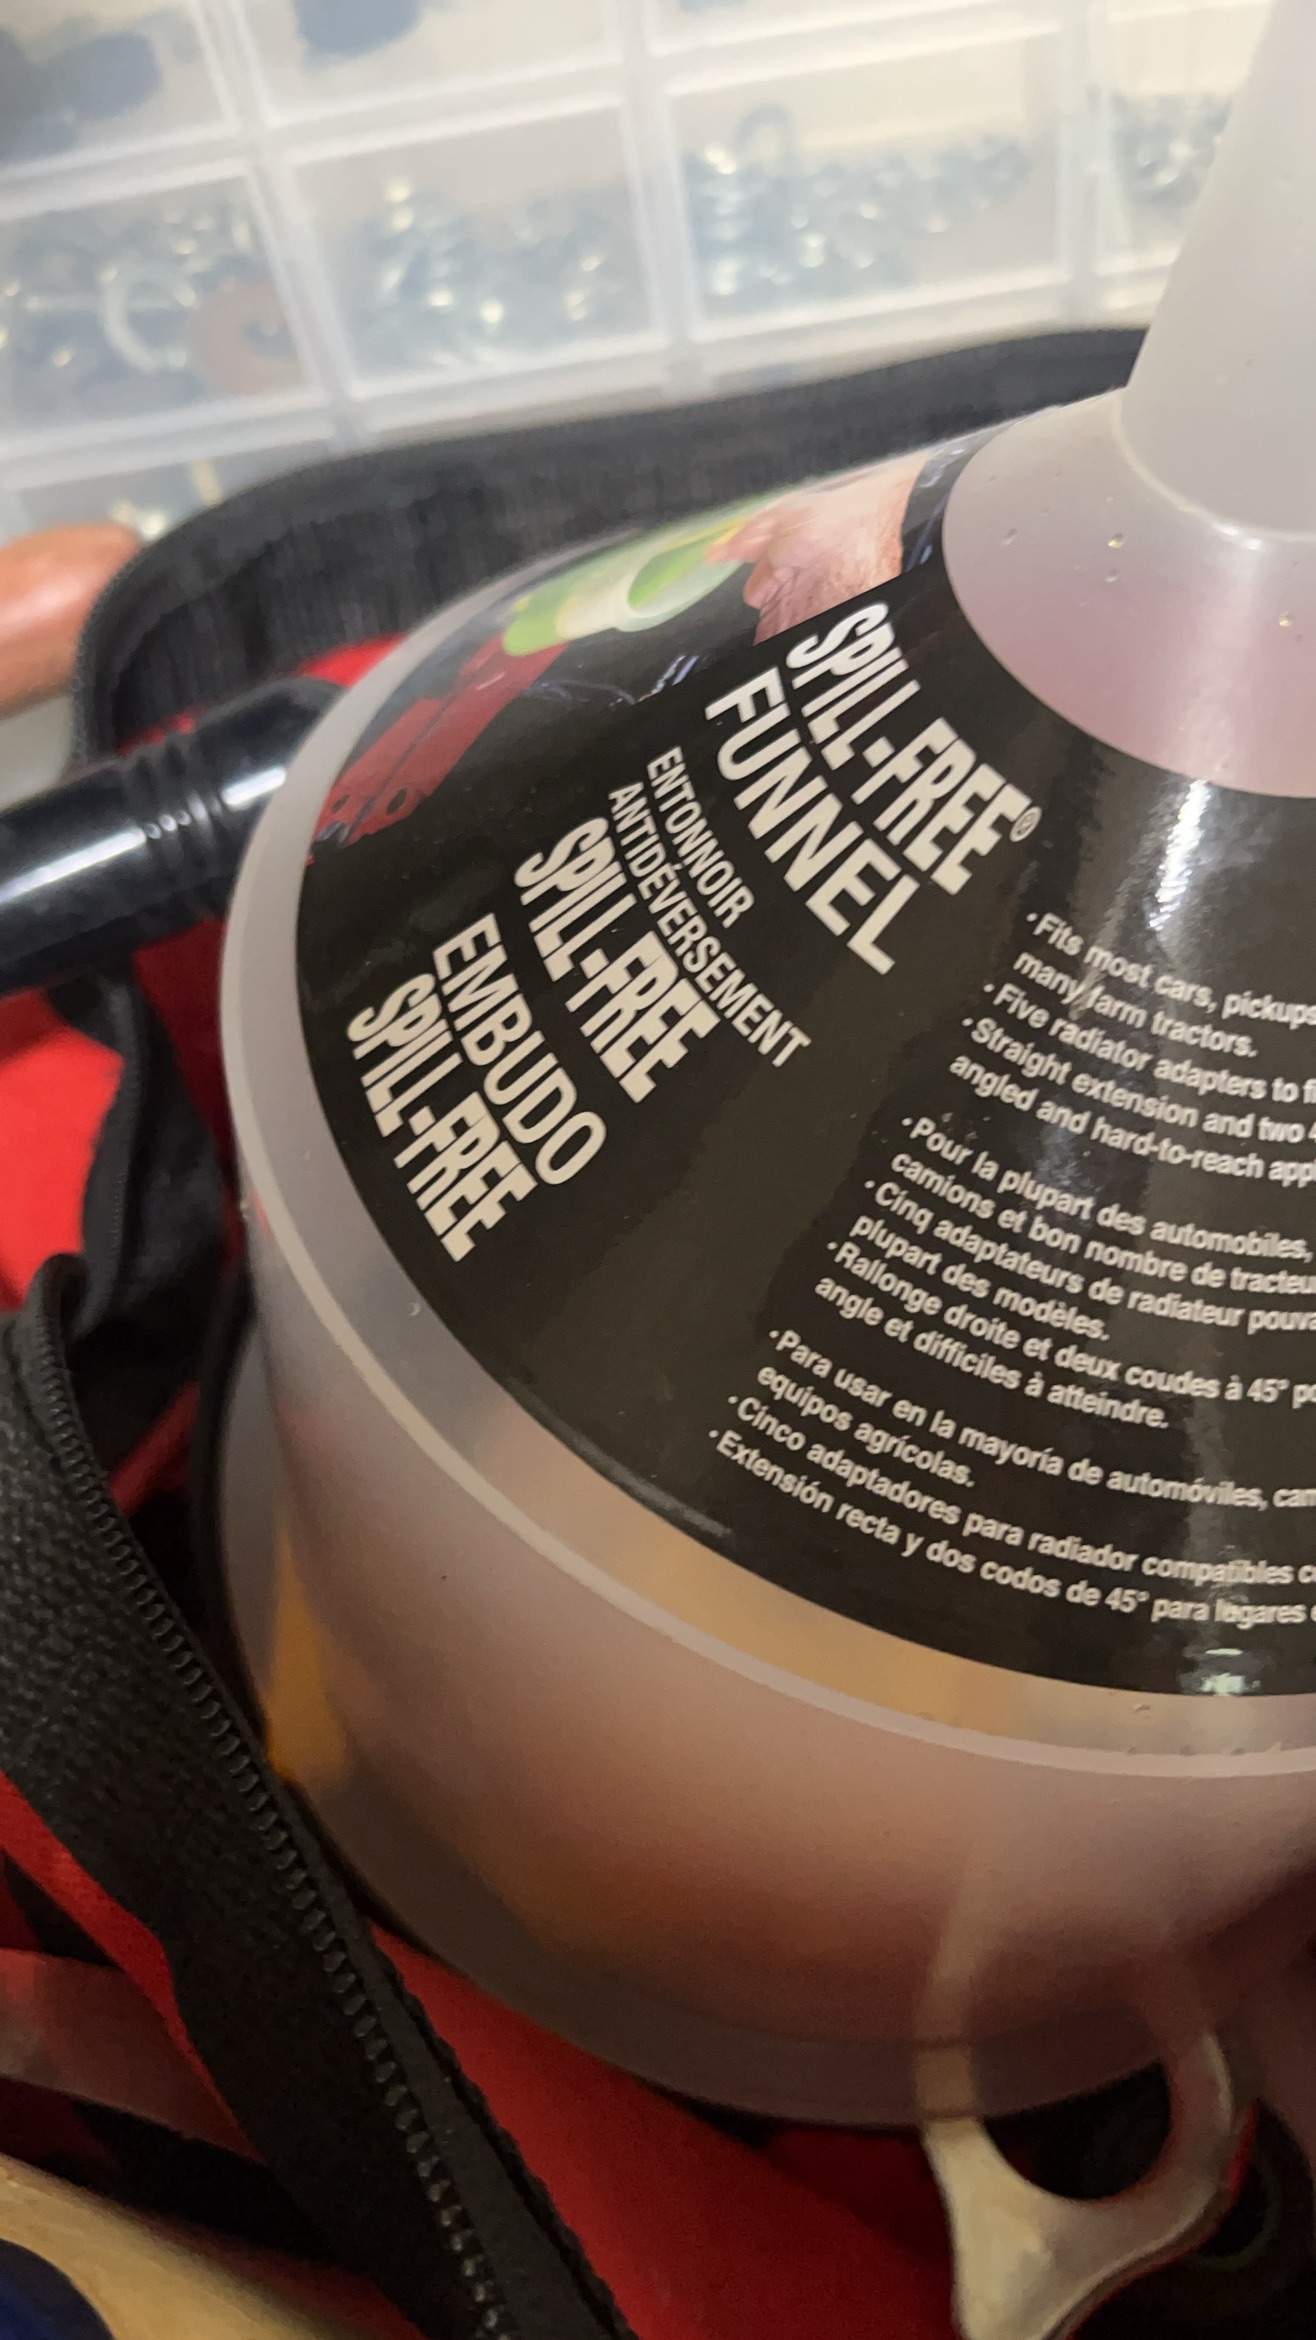 SPILL-FREE®
FUNNEL
ENTONNOIR
ANTIDÉVERSEMENT
SPILL-FREE
EMBUDO
SPILL-FREE
·Fits most cars, pickups
many farm tractors.
·Five radiator adapters to
·Straight extension and two
angled and hard-to-reach
·Pour la plupart des automobiles,
camions et bon nombre de
·Cinq adaptateurs de radiateur
plupart des modèles.
·Rallonge droite et deux coudes à 45°
angle et difficiles à atteindre.
·Para usar en la mayoría de automóviles,
equipos agrícolas.
·Cinco adaptadores para radiador compatibles
·Extensión recta y dos codos de 45° para lugares